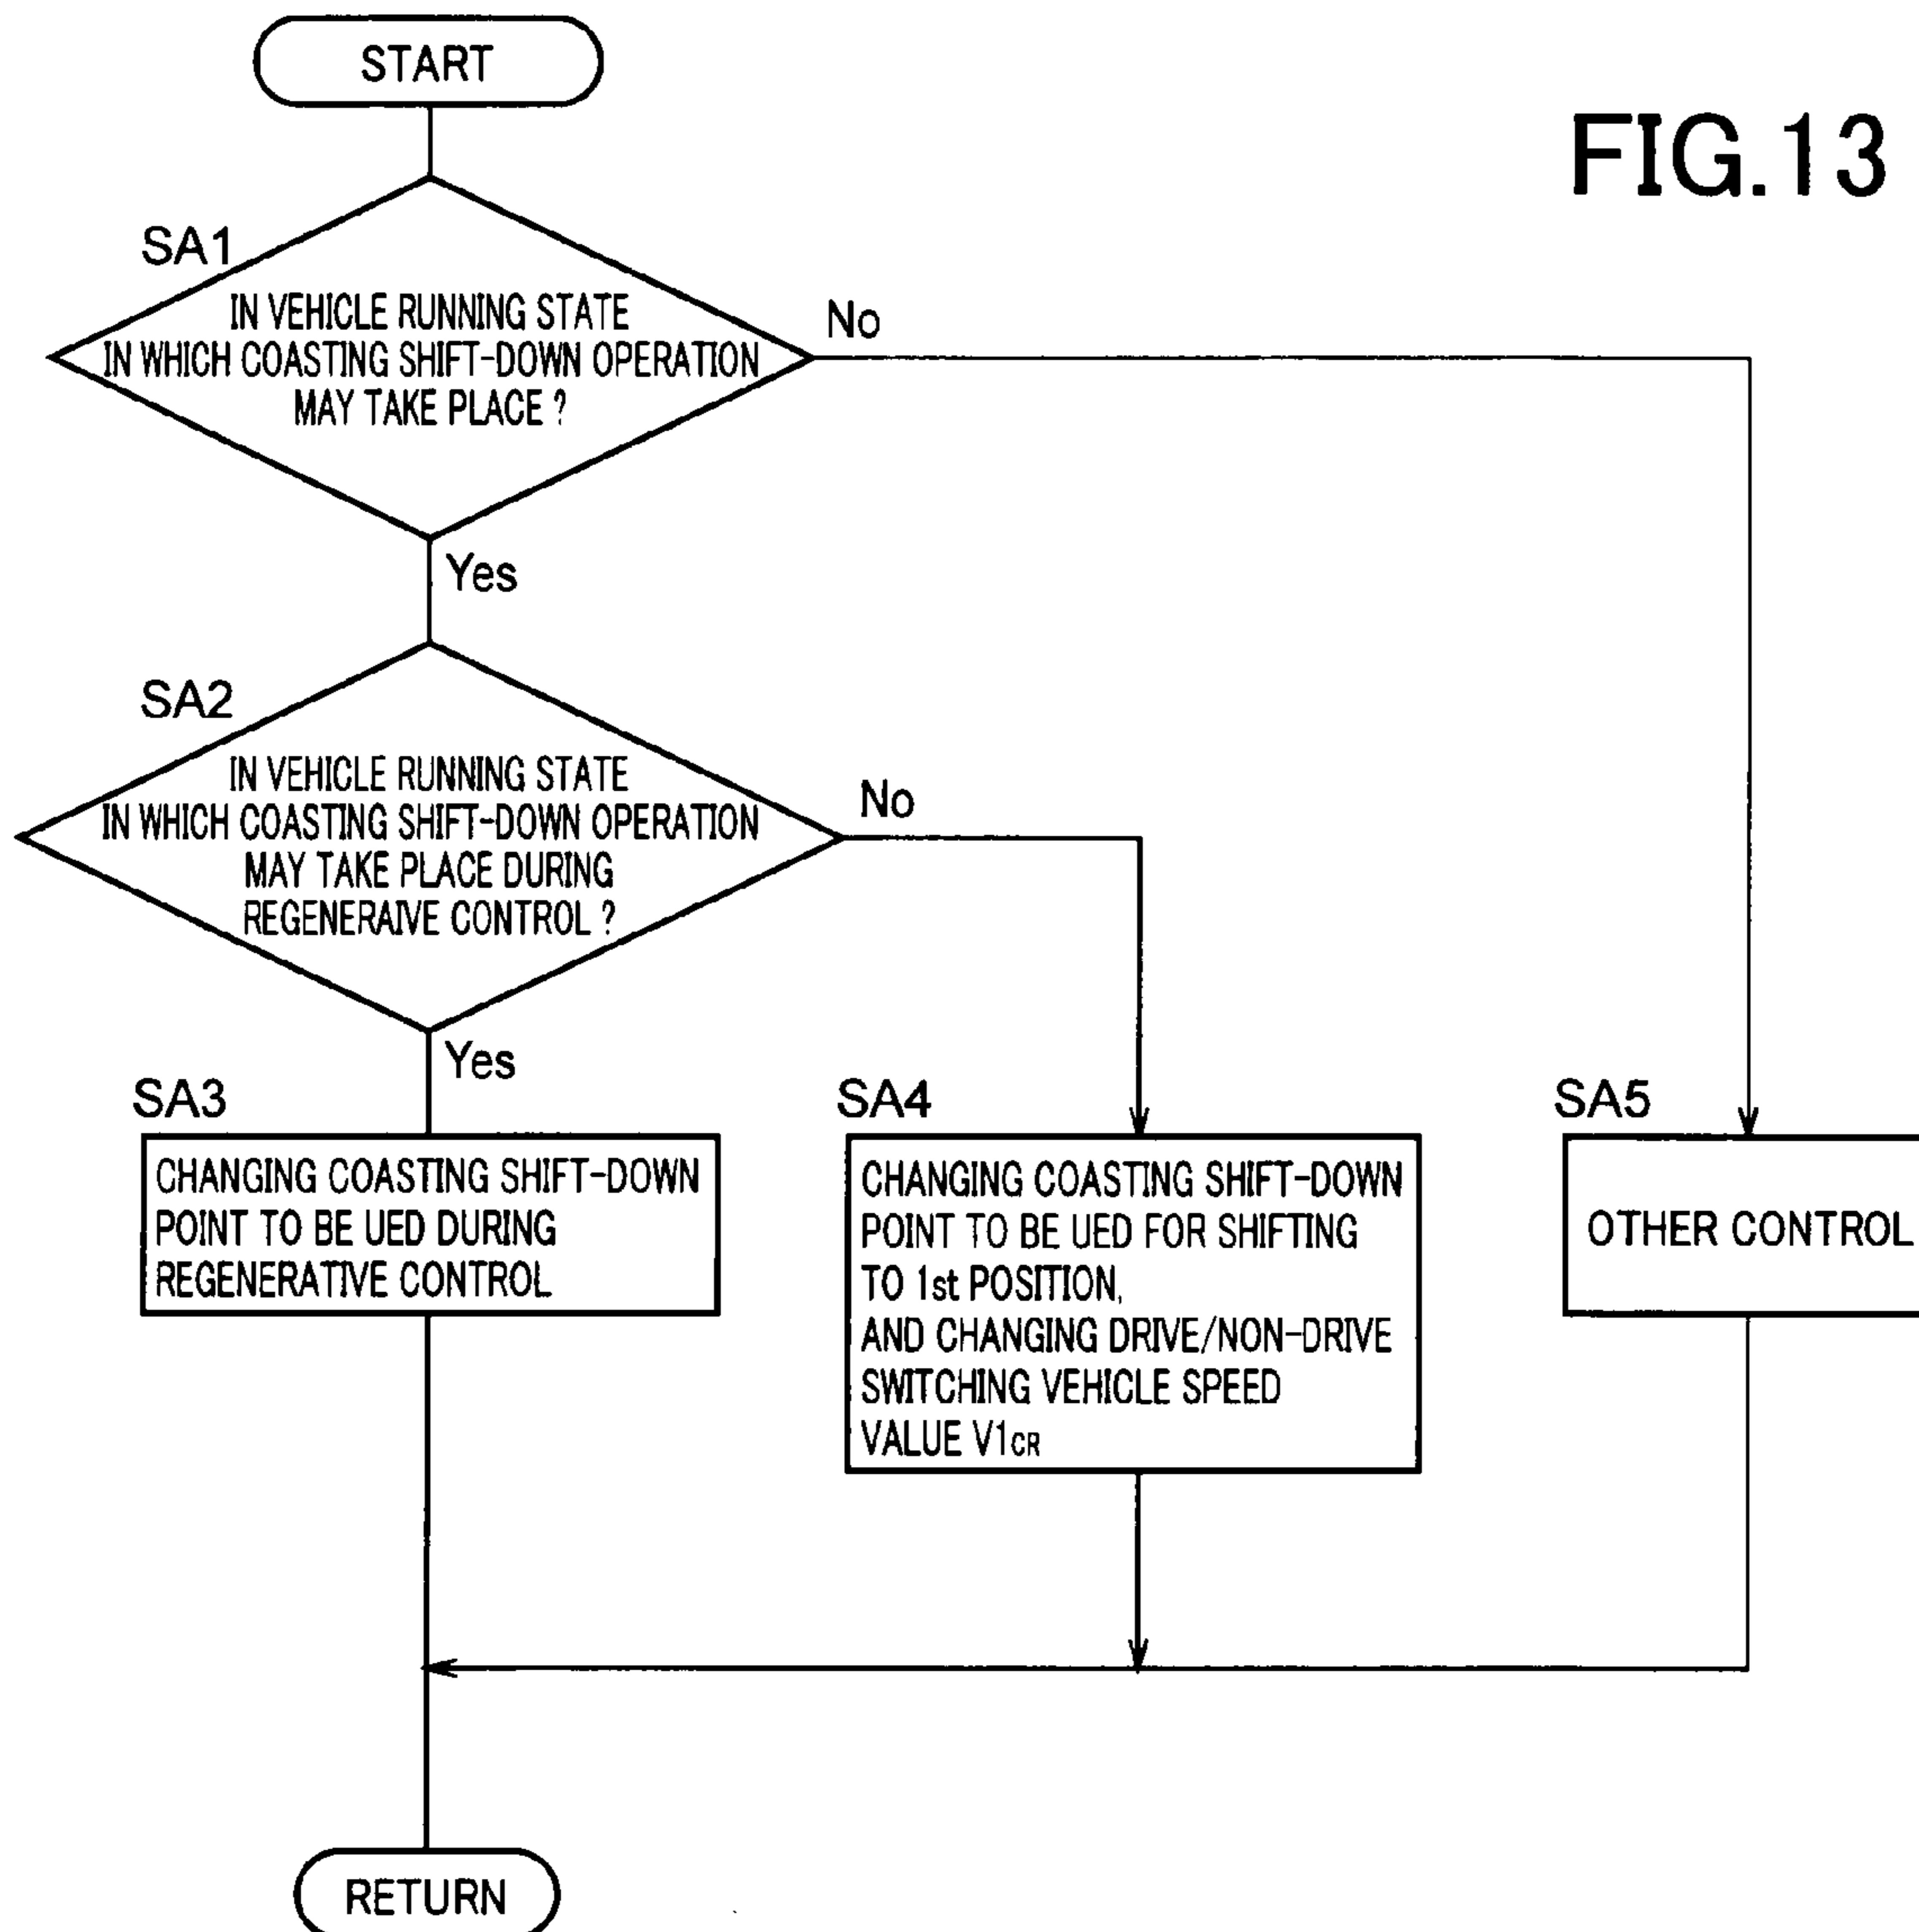 START
FIG.13
SA1
IN VEHICLE RUNNING STATE
IN WHICH COASTING SHIFT-DOWN OPERATION
MAY TAKE PLACE ?
No
Yes
SA2
IN VEHICLE RUNNING STATE
IN WHICH COASTING SHIFT-DOWN OPERATION
MAY TAKE PLACE DURING
REGENERAIVE CONTROL ?
No
Yes
SA3
CHANGING COASTING SHIFT-DOWN
POINT TO BE UED DURING
REGENERATIVE CONTROL
SA4
CHANGING COASTING SHIFT-DOWN
POINT TO BE UED FOR SHIFTING
TO 1st POSITION,
AND CHANGING DRIVE/NON-DRIVE
SWITCHING VEHICLE SPEED
VALUE V1CR
SA5
OTHER CONTROL
RETURN